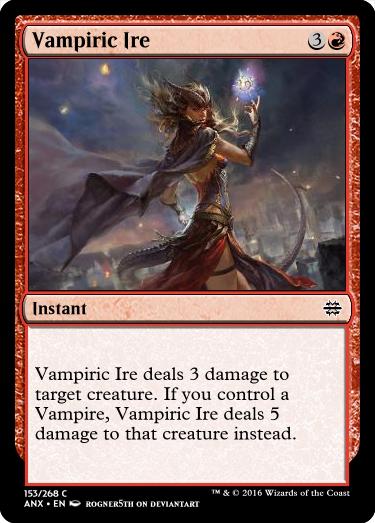 Vampiric Ire 3
Instant
Vampiric Ire deals 3 damage to
target creature. If you control a
Vampire, Vampiric Ire deals 5
damage to that creature instead.
153/268 C
ANX • EN ROGNER5TH ON DEVIANTART
™ & © 2016 Wizards of the Coast